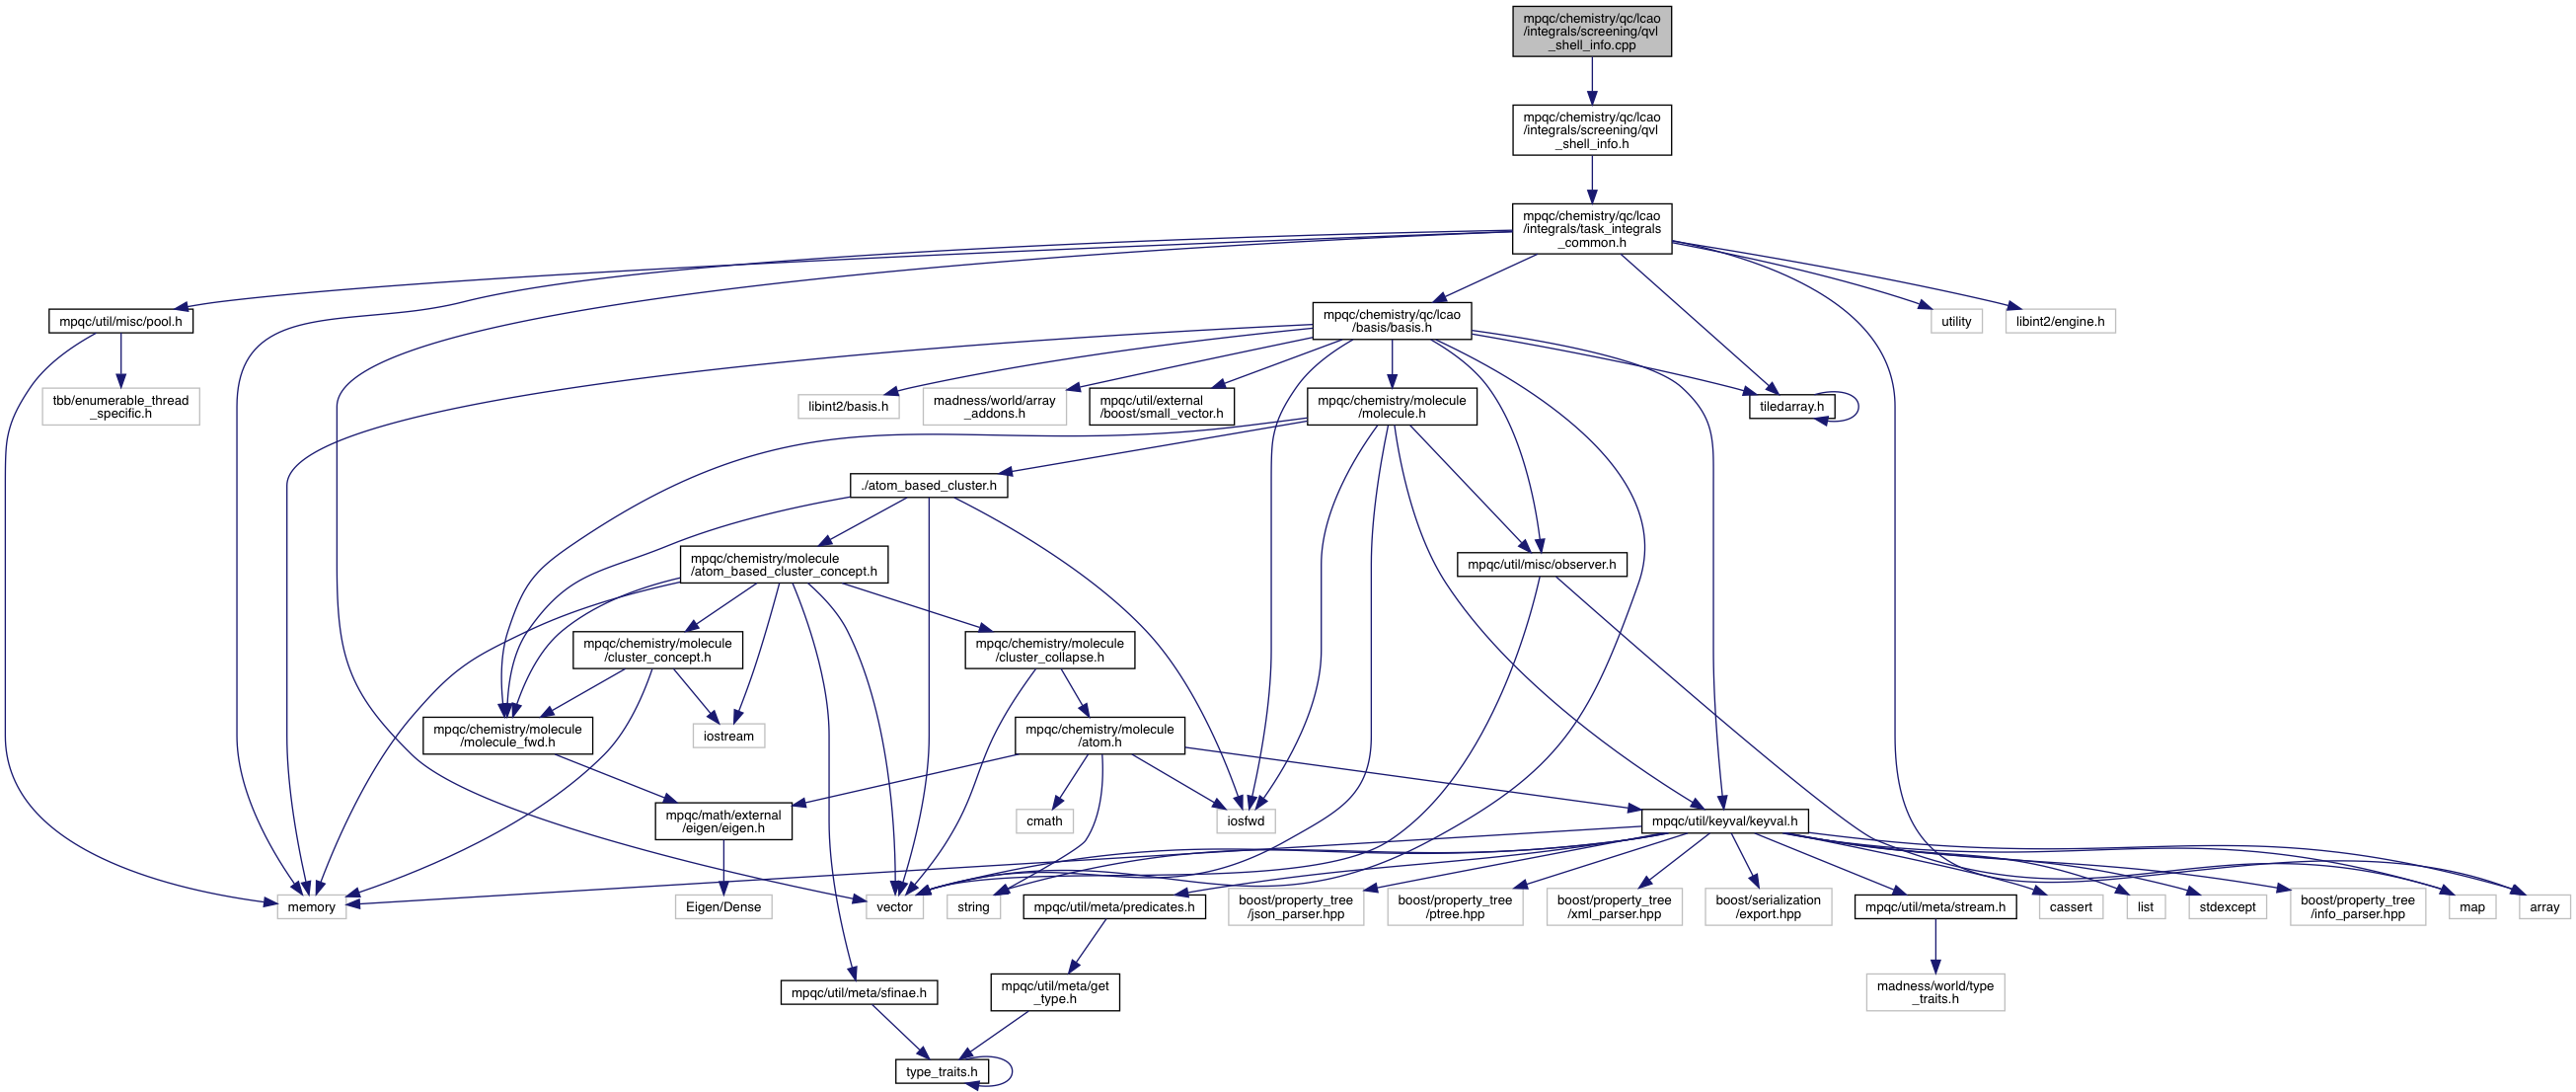 mpqc/chemistry/qc/lcao
/integrals/screening/qvl
_shell_info.cpp
mpqc/chemistry/qc/lcao
/integrals/screening/qvl
_shell_info.h
mpqc/chemistry/qc/lcao
/integrals/task_integrals
_common.h
mpqc/util/misc/pool.h
mpqc/chemistry/qc/lcao
/basis/basis.h
utility
libint2/engine.h
tbb/enumerable_thread
_specific.h
libint2/basis.h
madness/world/array
_addons.h
mpqc/util/external
/boost/small_vector.h
mpqc/chemistry/molecule
/molecule.h
tiledarray.h
./atom_based_cluster.h
mpqc/chemistry/molecule
/atom_based_cluster_concept.h
mpqc/util/misc/observer.h
mpqc/chemistry/molecule
/cluster_concept.h
mpqc/chemistry/molecule
/cluster_collapse.h
mpqc/chemistry/molecule
/molecule_fwd.h
iostream
mpqc/chemistry/molecule
/atom.h
mpqc/math/external
/eigen/eigen.h
cmath
iosfwd
mpqc/util/keyval/keyval.h
memory
Eigen/Dense
vector
string
mpqc/util/meta/predicates.h
boost/property_tree
/json_parser.hpp
boost/property_tree
/ptree.hpp
boost/property_tree
/xml_parser.hpp
boost/serialization
/export.hpp
mpqc/util/meta/stream.h
cassert
list
stdexcept
boost/property_tree
/info_parser.hpp
map
array
mpqc/util/meta/sfinae.h
mpqc/util/meta/get
_type.h
madness/world/type
_traits.h
type_traits.h